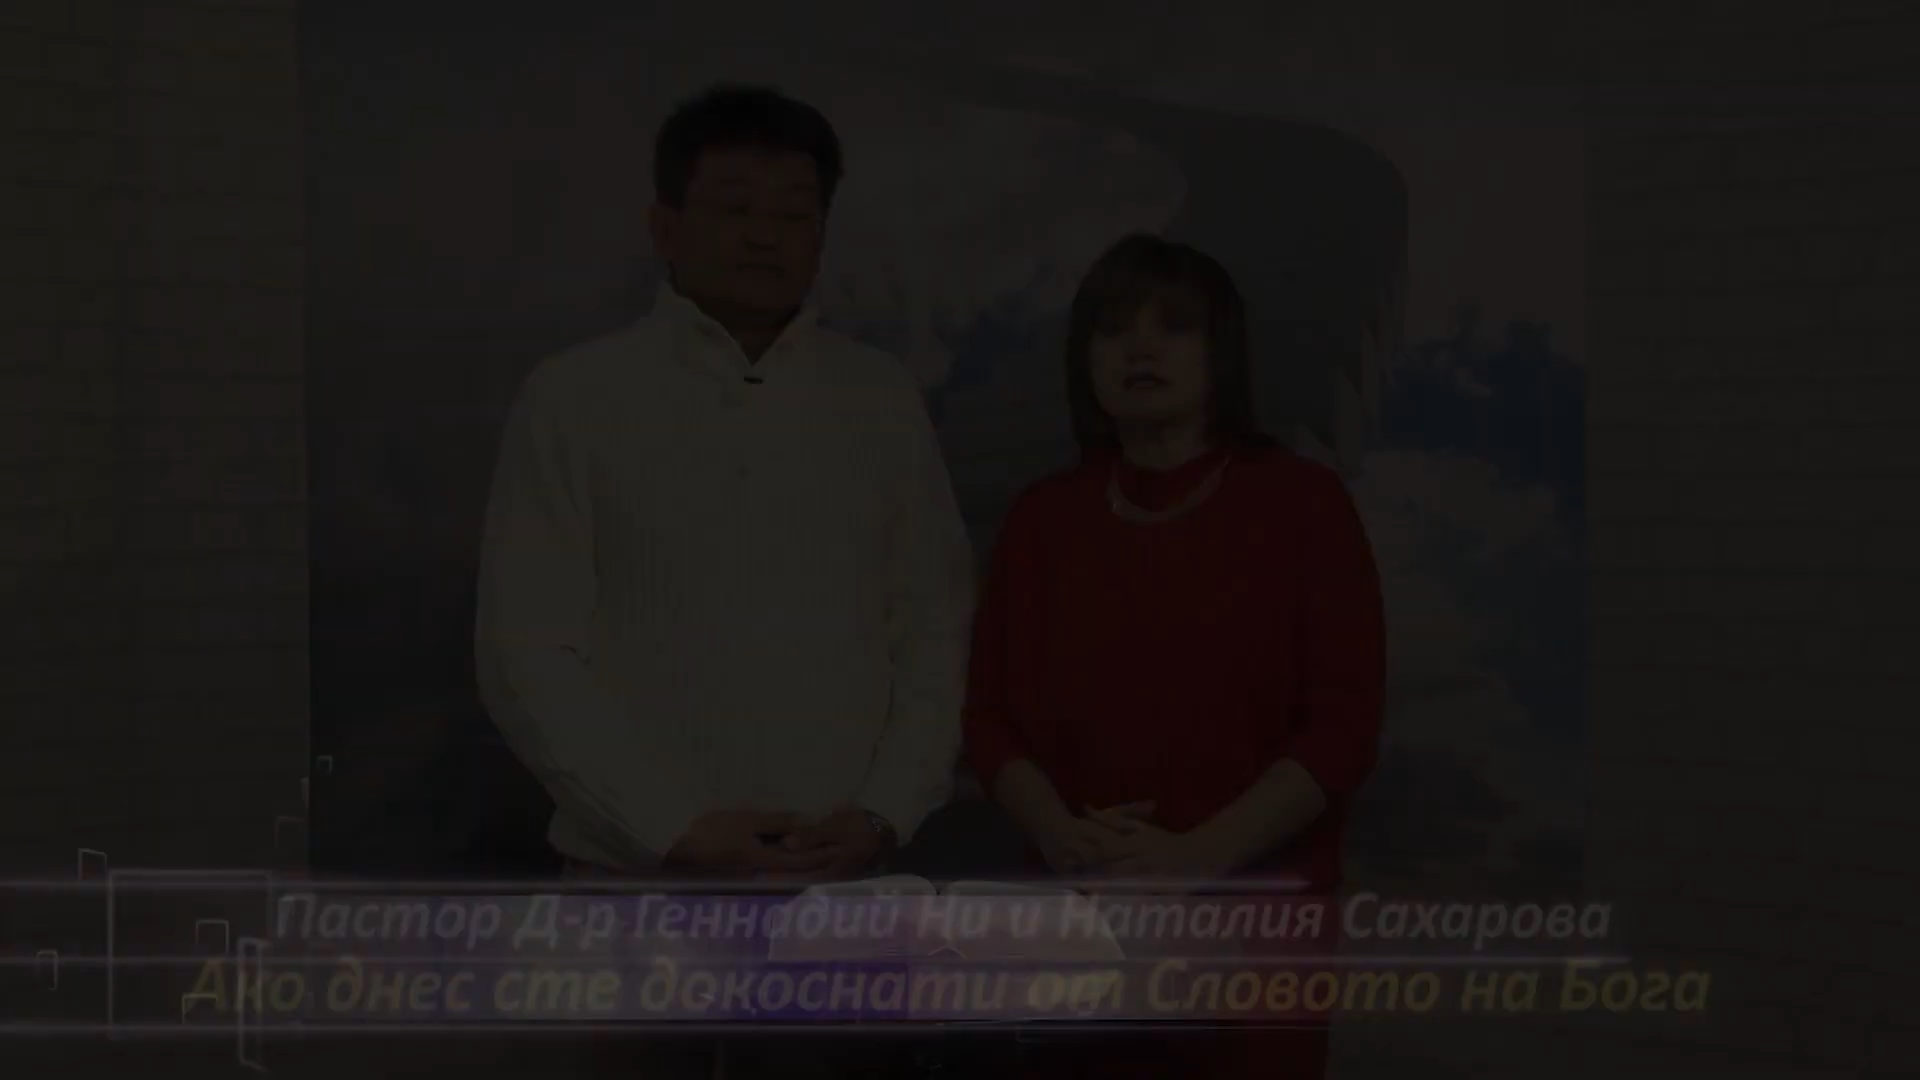 Пастор Д-р Геннадий Ни и Наталия Сахарова
Ако днес сте докоснати от Словото на Бога